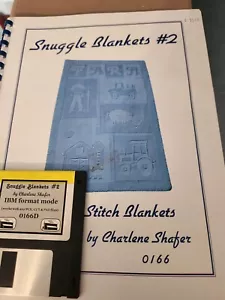 Snuggle Blankets #2
Stitch Blankets
by Charlene Shafer
0166
Snuggle Blankets #2
by Charlene Shafer
IBM format mode
0166D